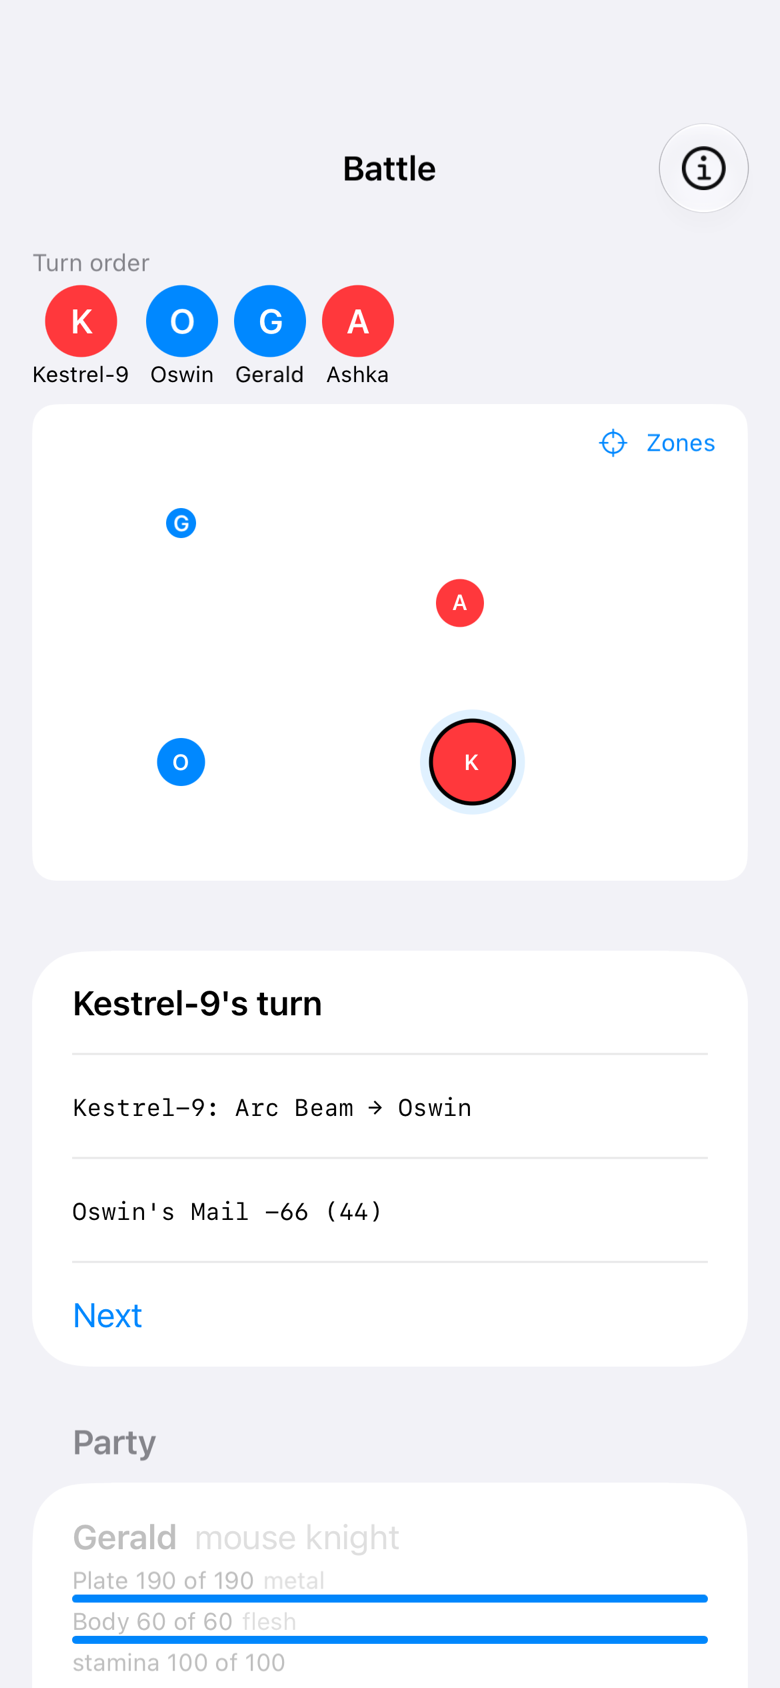 Battle
Turn order
K O G A
Kestrel-9 Oswin Gerald Ashka
Zones
G
A
O
K
Kestrel-9's turn
Kestrel-9: Arc Beam → Oswin
Oswin's Mail -66 (44)
Next
Party
Gerald mouse knight
Plate 190 of 190 metal
Body 60 of 60 flesh
stamina 100 of 100